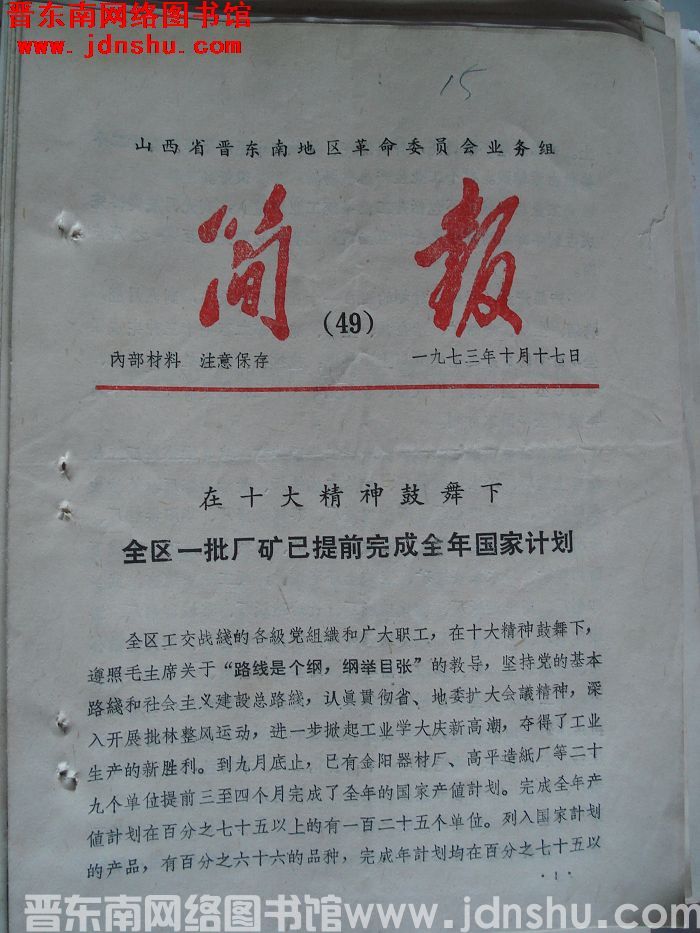 晋东南网络图书馆
www.jdnshu.com
15
山西省晋东南地区革命委员会业务组
简报
(49)
內部材料 注意保存 一九七三年十月十七日
在十大精神鼓舞下
全区一批厂矿已提前完成全年国家计划
全区工交战綫的各級党组織和广大职工，在十大精神鼓舞下，
遵照毛主席关于“路线是个纲，纲举目张”的教导，坚持党的基本
路綫和社会主义建設总路綫，认眞貫彻省、地委扩大会議精神，深
入开展批林整风运动，进一步掀起工业学大庆新高潮，夺得了工业
生产的新胜利。到九月底止，已有金阳器材厂、高平造紙厂等二十
九个单位提前三至四个月完成了全年的国家产値計划。完成全年产
値計划在百分之七十五以上的有一百二十五个单位。列入国家計划
的产品，有百分之六十六的品种，完成年計划均在百分之七十五以
·1·
晋东南网络图书馆www.jdnshu.com